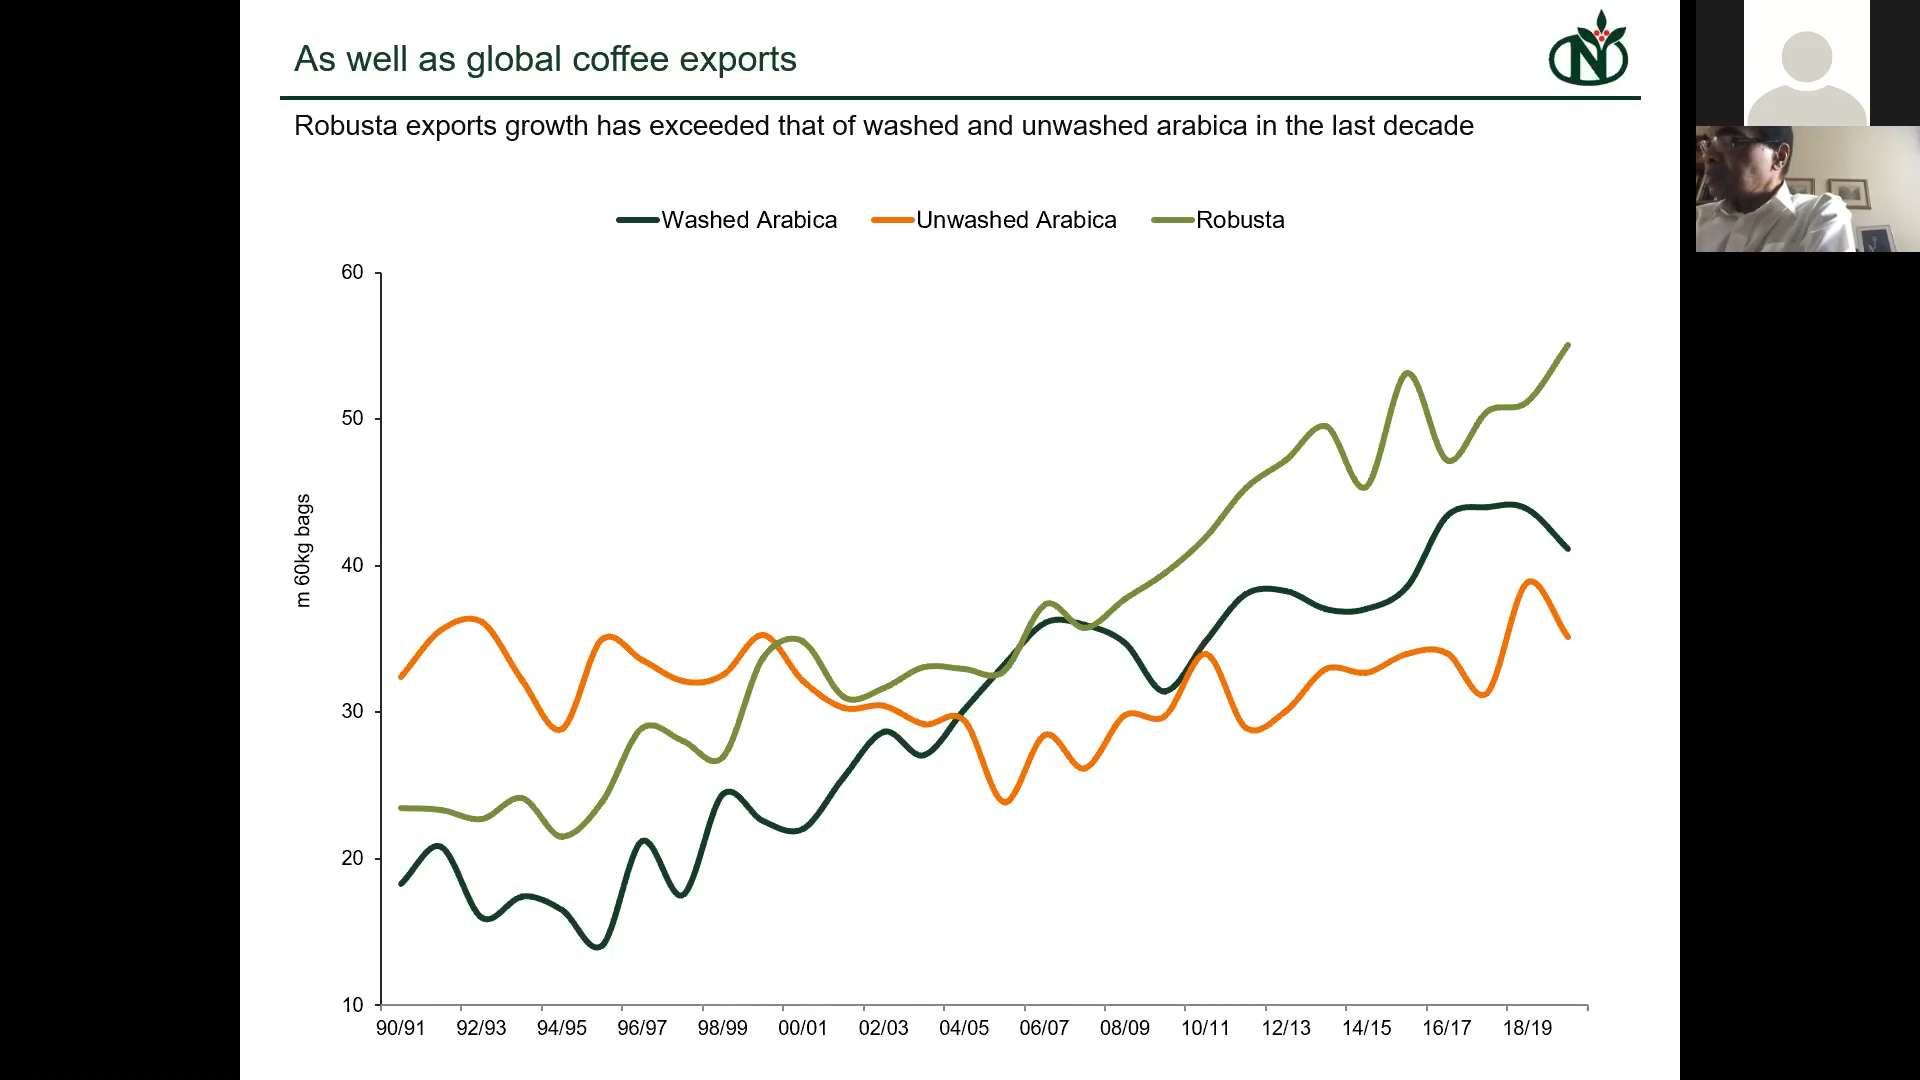 As well as global coffee exports
N
Robusta exports growth has exceeded that of washed and unwashed arabica in the last decade
Washed Arabica Unwashed Arabica Robusta
60
50
40
30
20
10
m 60kg bags
90/91 92/93 94/95 96/97 98/99 00/01 02/03 04/05 06/07 08/09 10/11 12/13 14/15 16/17 18/19